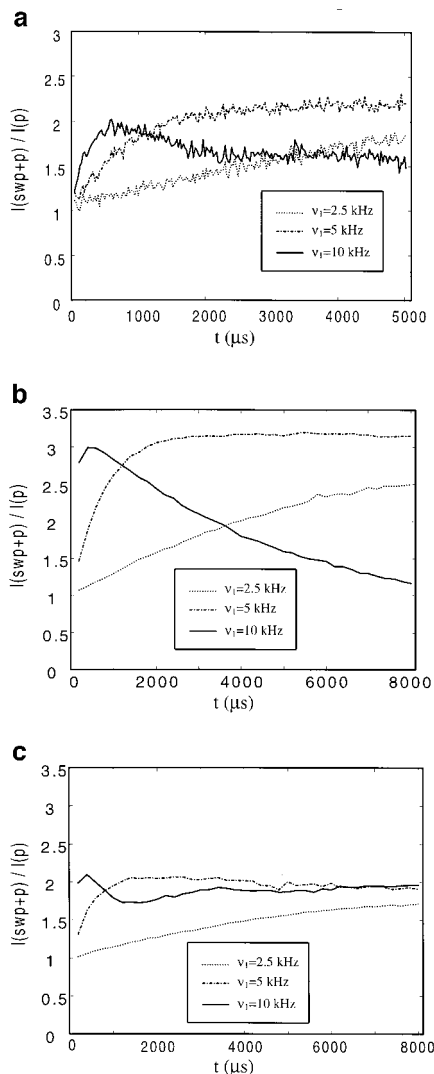 a
3
2.5
2
1.5
1
0.5
0
I(swp+p) / I(p)
ν1=2.5 kHz
ν1=5 kHz
ν1=10 kHz
0 1000 2000 3000 4000 5000
t (μs)
b
3.5
3
2.5
2
1.5
1
0.5
0
I(swp+p) / I(p)
ν1=2.5 kHz
ν1=5 kHz
ν1=10 kHz
0 2000 4000 6000 8000
t (μs)
c
3.5
3
2.5
2
1.5
1
0.5
0
I(swp+p) / I(p)
ν1=2.5 kHz
ν1=5 kHz
ν1=10 kHz
0 2000 4000 6000 8000
t (μs)